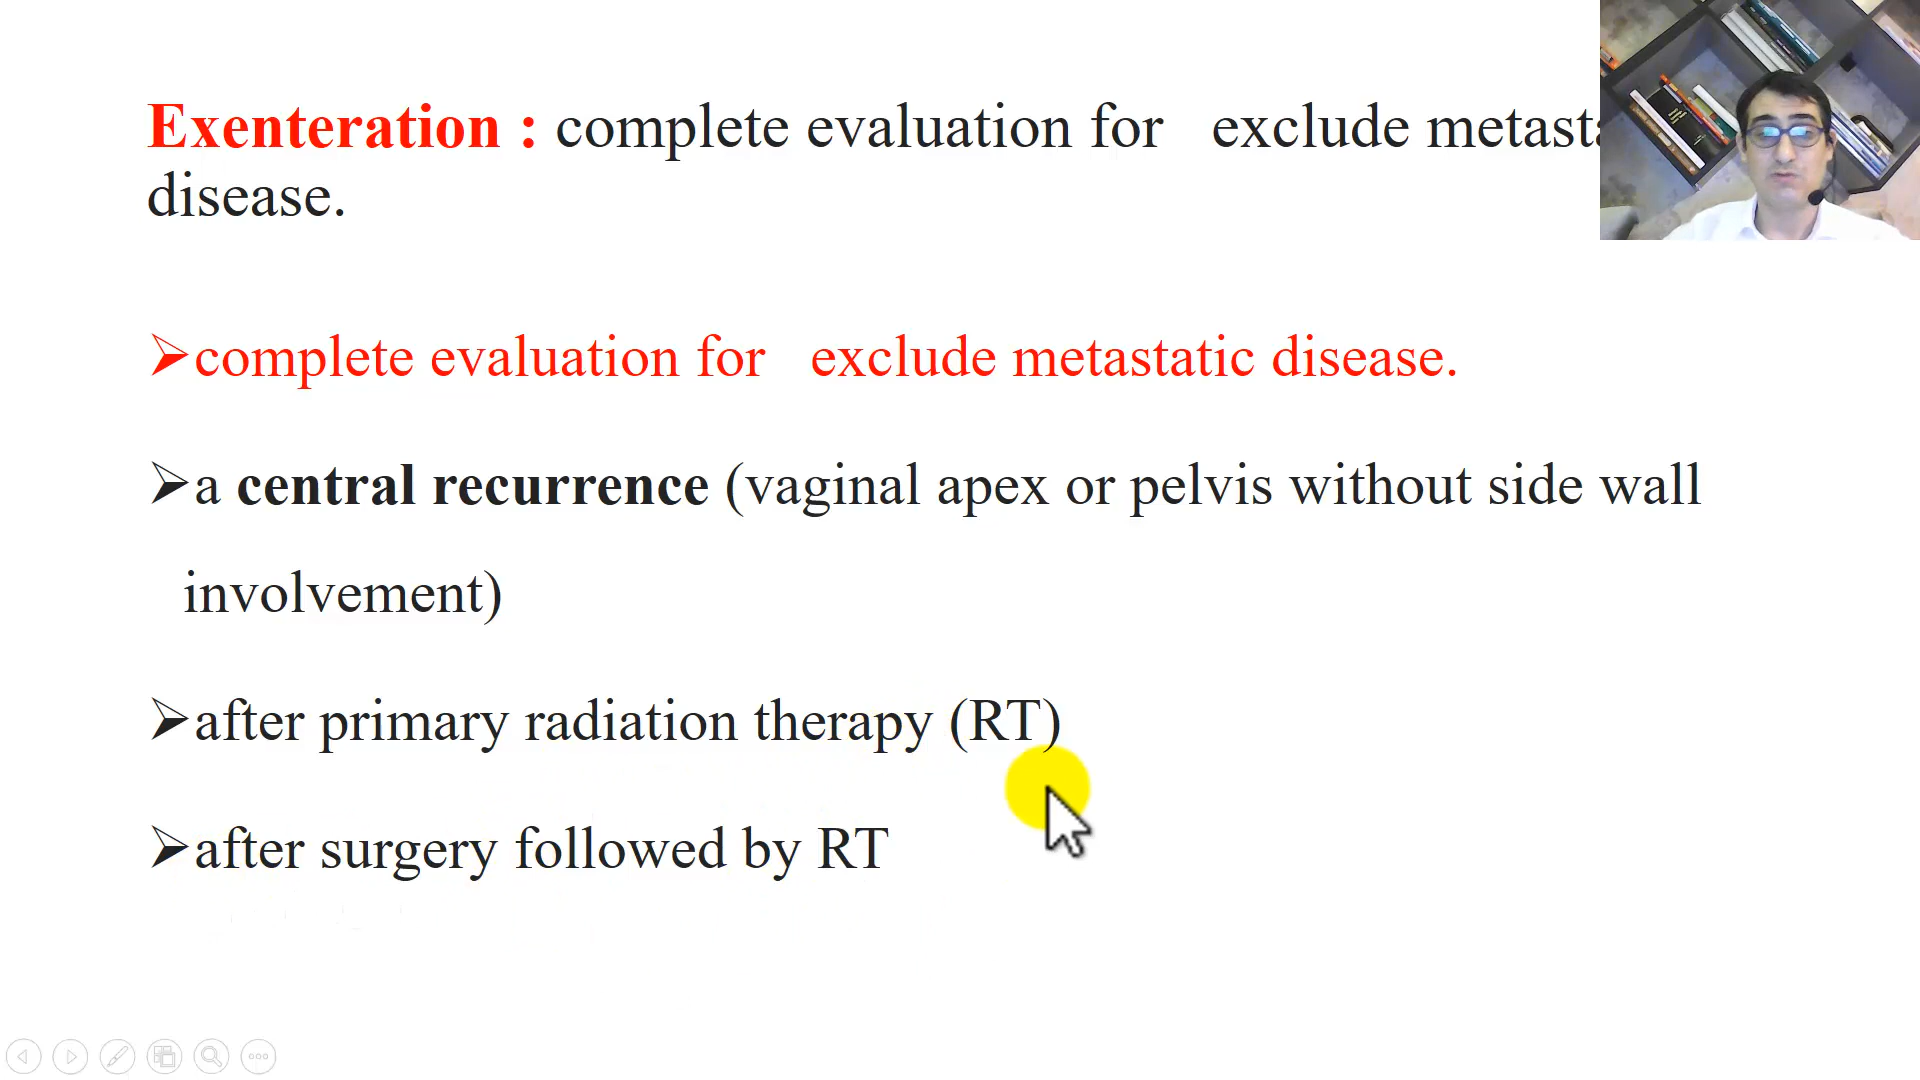 Exenteration : complete evaluation for exclude metasta
disease.
➢complete evaluation for exclude metastatic disease.
➢a central recurrence (vaginal apex or pelvis without side wall
involvement)
➢after primary radiation therapy (RT)
➢after surgery followed by RT